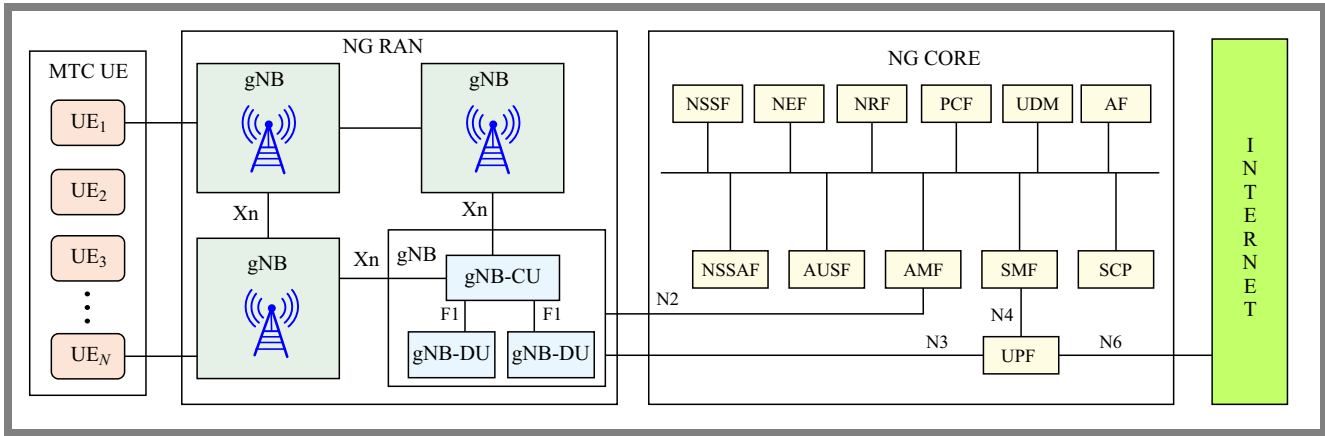 MTC UE
UE1
UE2
UE3
UEN
NG RAN
gNB
gNB
Xn
Xn
gNB
Xn
gNB
gNB-CU
F1
F1
gNB-DU
gNB-DU
NG CORE
NSSF
NEF
NRF
PCF
UDM
AF
NSSAF
AUSF
AMF
SMF
SCP
N2
N4
N3
UPF
N6
INTERNET